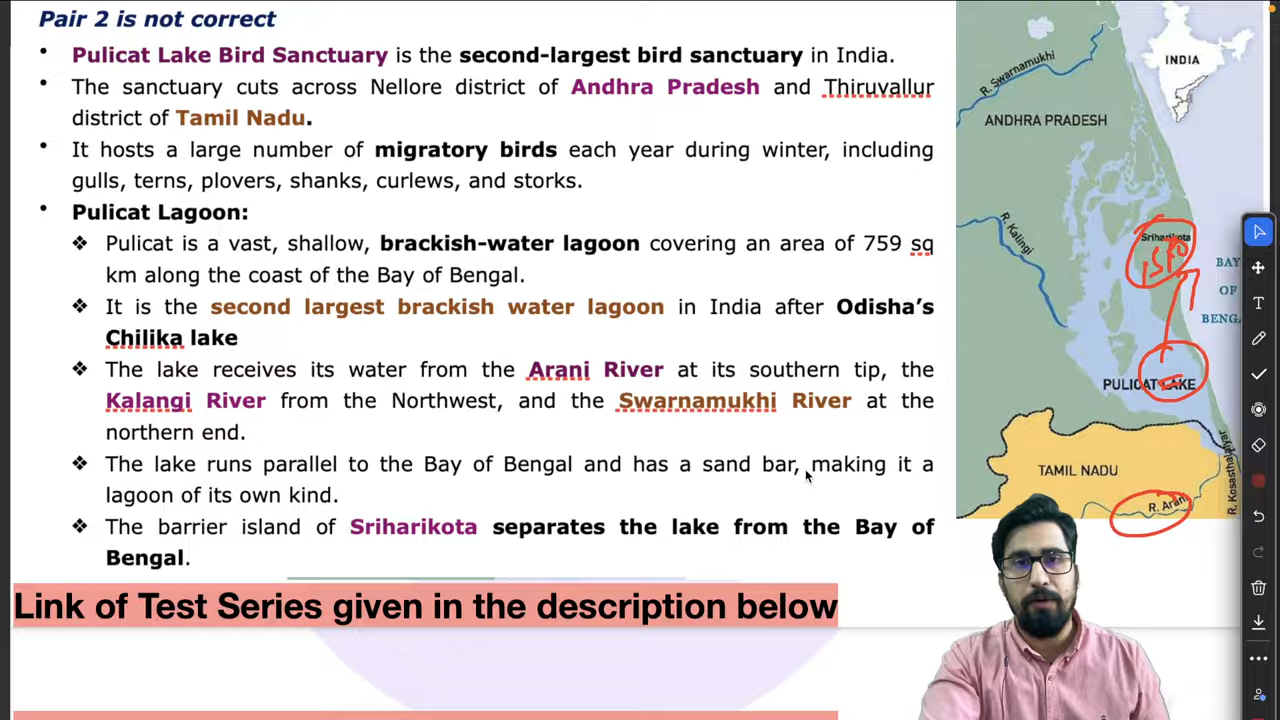 Pair 2 is not correct
• Pulicat Lake Bird Sanctuary is the second-largest bird sanctuary in India.
• The sanctuary cuts across Nellore district of Andhra Pradesh and Thiruvallur
district of Tamil Nadu.
• It hosts a large number of migratory birds each year during winter, including
gulls, terns, plovers, shanks, curlews, and storks.
• Pulicat Lagoon:
❖ Pulicat is a vast, shallow, brackish-water lagoon covering an area of 759 sq
km along the coast of the Bay of Bengal.
❖ It is the second largest brackish water lagoon in India after Odisha’s
Chilika lake
❖ The lake receives its water from the Arani River at its southern tip, the
Kalangi River from the Northwest, and the Swarnamukhi River at the
northern end.
❖ The lake runs parallel to the Bay of Bengal and has a sand bar, making it a
lagoon of its own kind.
❖ The barrier island of Sriharikota separates the lake from the Bay of
Bengal.
Link of Test Series given in the description below
R. Swarnamukhi
INDIA
ANDHRA PRADESH
R. Kalingi
Sriharikota
BAY
OF
BENG
PULICAT LAKE
TAMIL NADU
R. Arani